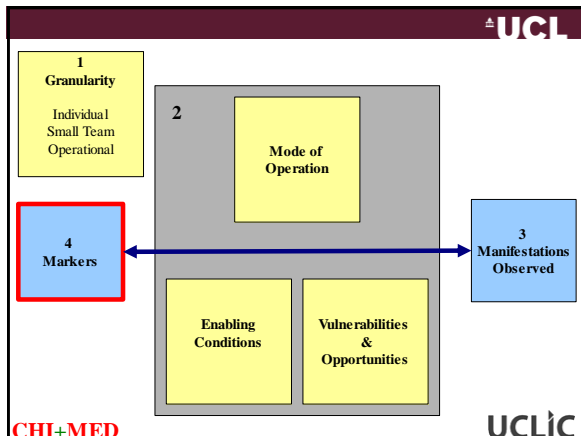 UCL
1
Granularity
Individual
Small Team
Operational
2
Mode of
Operation
4
Markers
3
Manifestations
Observed
Enabling
Conditions
Vulnerabilities
&
Opportunities
CHI+MED
UCLIC